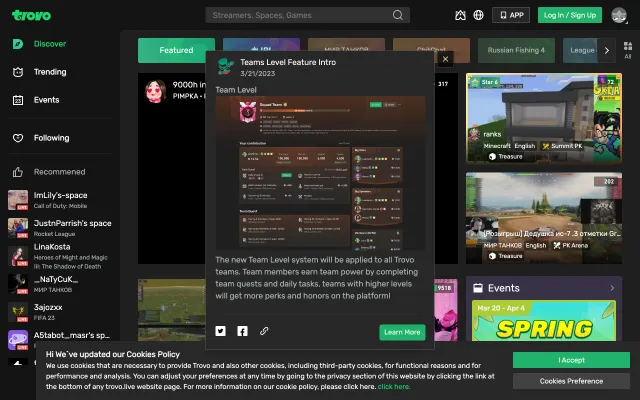 trovo
Streamers, Spaces, Games
APP
Log In / Sign Up
Discover
Trending
Events
Following
Recommened
ImLily's-space
Call of Duty: Mobile
LIVE
JustnParrish's space
Rocket League
LIVE
LinaKosta
Heroes of Might and Magic
III: The Shadow of Death
LIVE
_NaTyCuK_
МИР ТАНКОВ
LIVE
3ajozxx
FIFA 23
LIVE
A5tabot_masr's sp...
LIVE
Featured
МИР ТАНКОВ
ChitChat
Russian Fishing 4
League
All
9000h in
PIMPKA
317
Teams Level Feature Intro
3/21/2023
Team Level
Squad Team
The new Team Level system will be applied to all Trovo
teams. Team members earn team power by completing
team quests and daily tasks, teams with higher levels
will get more perks and honors on the platform!
Learn More
9518
Star 6
72
ranks
Minecraft English Summit PK
Treasure
202
[Розыгрыш] Дедушка ис-7 .3 отметки Gr...
МИР ТАНКОВ English PK Arena
Treasure
Events
Mar 20 - Apr 4
SPRING
Hi We`ve updated our Cookies Policy
We use cookies that are necessary to provide Trovo and also other cookies, including third-party cookies, for functional reasons and for
performance and analysis. You can adjust your preferences at any time by going to the privacy section of this website by clicking the link at
the bottom of any trovo.live website page. For more information on our cookie policy, please click here. click here.
I Accept
Cookies Preference